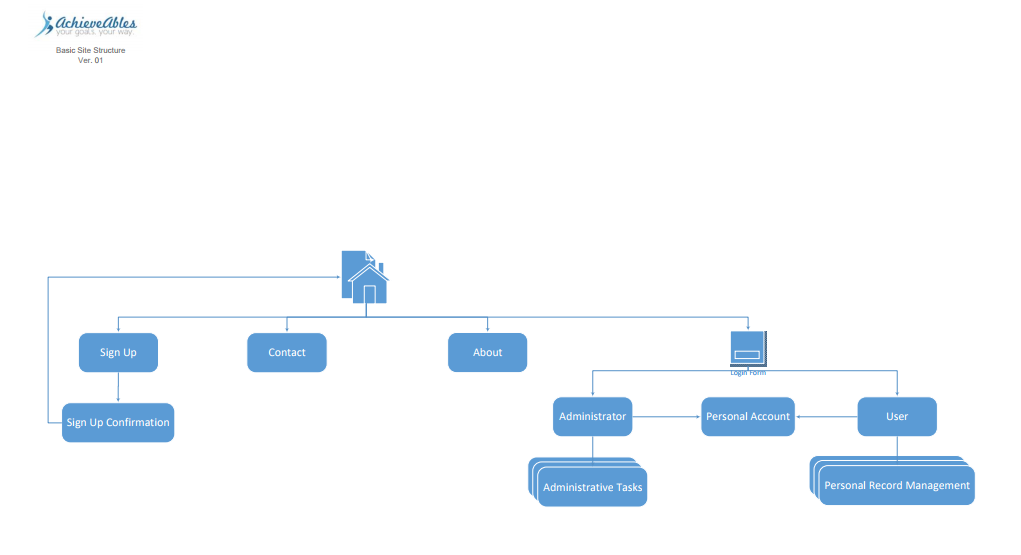 AchieveAbles
your goals, your way.
Basic Site Structure
Ver. 01
Sign Up
Contact
About
Login Form
Sign Up Confirmation
Administrator
Personal Account
User
Administrative Tasks
Personal Record Management